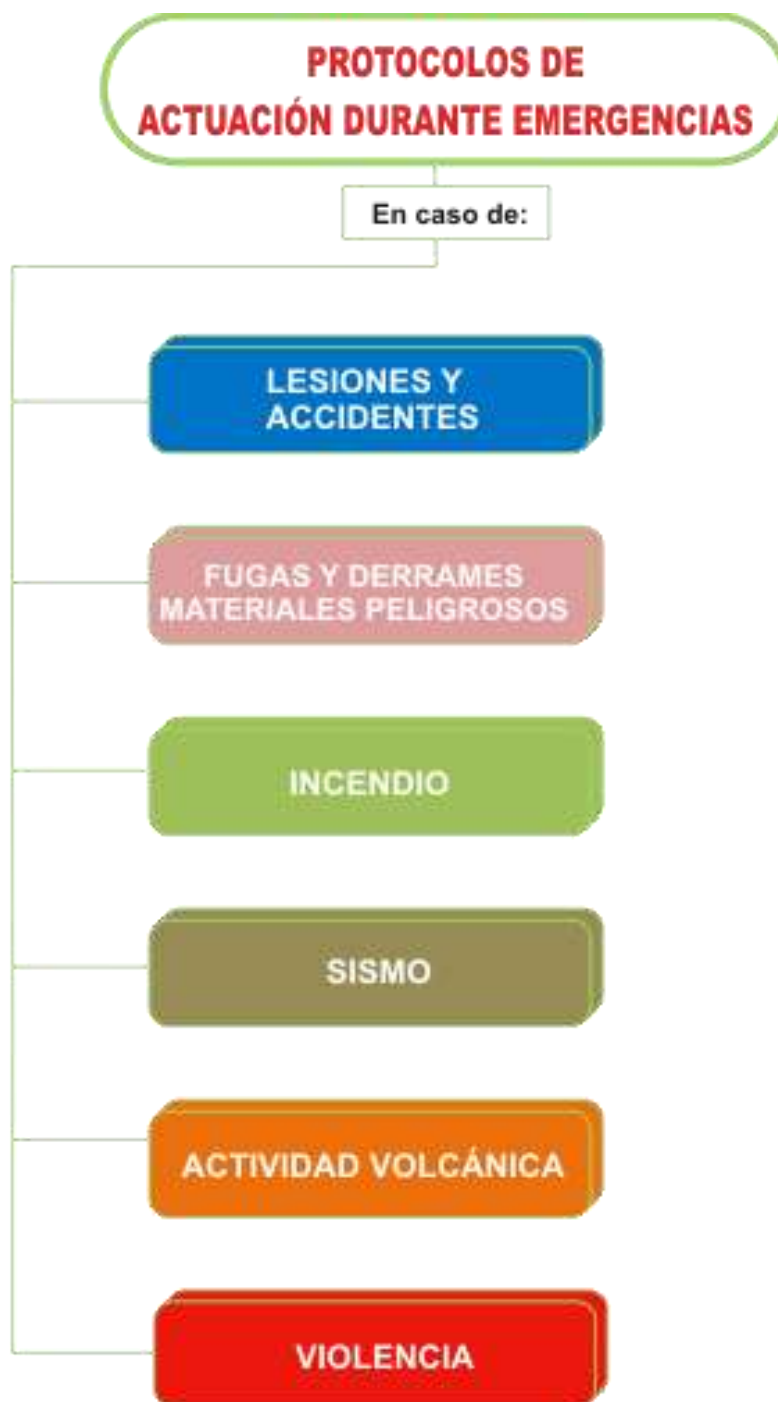 PROTOCOLOS DE
ACTUACIÓN DURANTE EMERGENCIAS
En caso de:
LESIONES Y
ACCIDENTES
FUGAS Y DERRAMES
MATERIALES PELIGROSOS
INCENDIO
SISMO
ACTIVIDAD VOLCÁNICA
VIOLENCIA